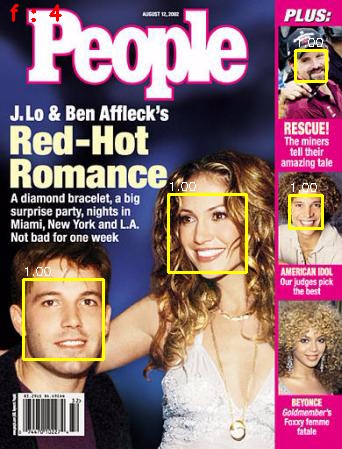 f : 4
AUGUST 12, 2002
People
PLUS:
J.Lo & Ben Affleck's
Red-Hot
Romance
A diamond bracelet, a big
surprise party, nights in
Miami, New York and L.A.
Not bad for one week
1.00
RESCUE!
The miners
tell their
amazing tale
1.00
AMERICAN IDOL
Our judges pick
the best
1.00
1.00
BEYONCE
Goldmember's
Foxxy femme
fatale